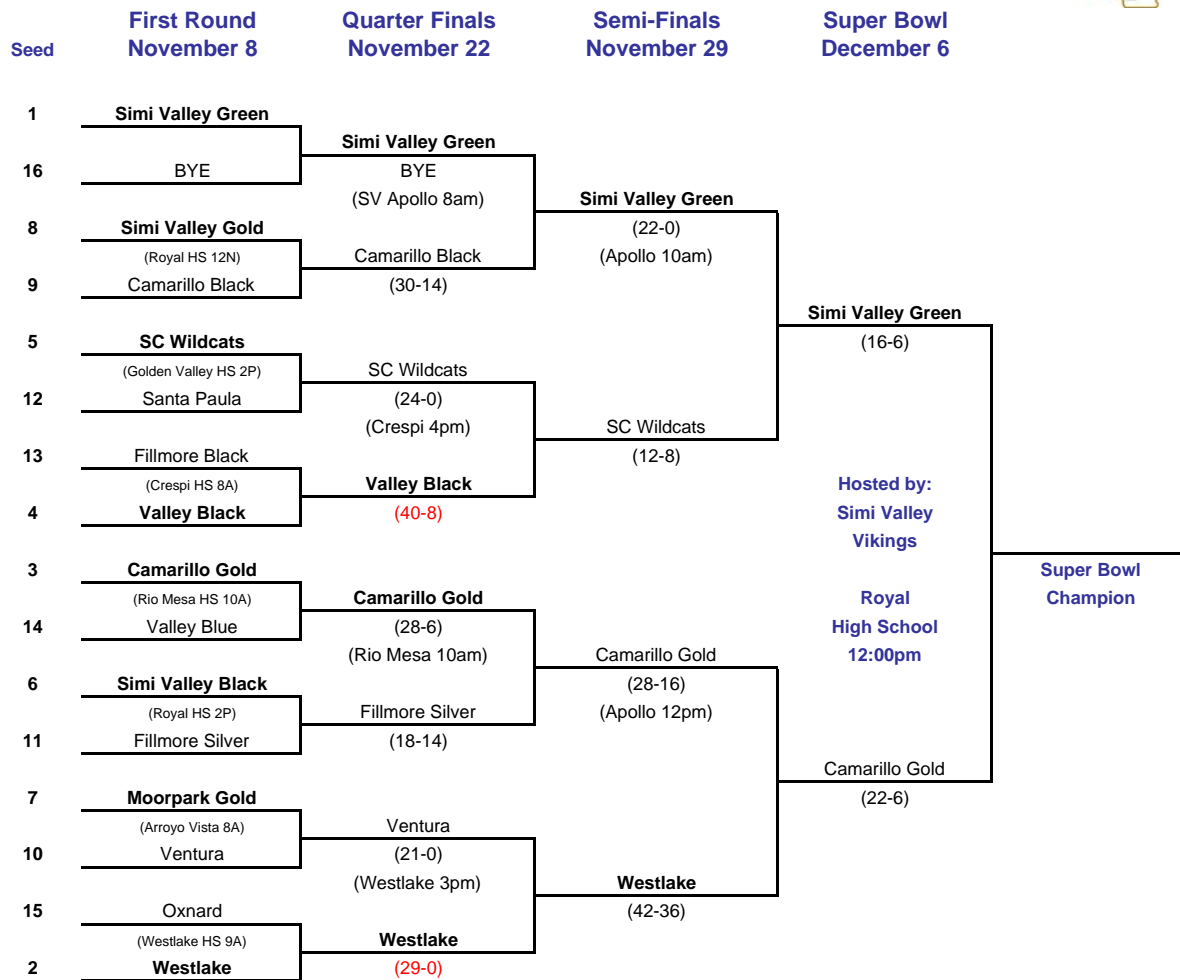 First Round
November 8
Quarter Finals
November 22
Semi-Finals
November 29
Super Bowl
December 6
Seed
1
Simi Valley Green
16
BYE
8
Simi Valley Gold
(Royal HS 12N)
9
Camarillo Black
5
SC Wildcats
(Golden Valley HS 2P)
12
Santa Paula
13
Fillmore Black
(Crespi HS 8A)
4
Valley Black
3
Camarillo Gold
(Rio Mesa HS 10A)
14
Valley Blue
6
Simi Valley Black
(Royal HS 2P)
11
Fillmore Silver
7
Moorpark Gold
(Arroyo Vista 8A)
10
Ventura
15
Oxnard
(Westlake HS 9A)
2
Westlake
Simi Valley Green
BYE
(SV Apollo 8am)
Camarillo Black
(30-14)
SC Wildcats
(24-0)
(Crespi 4pm)
Valley Black
(40-8)
Camarillo Gold
(28-6)
(Rio Mesa 10am)
Fillmore Silver
(18-14)
Ventura
(21-0)
(Westlake 3pm)
Westlake
(29-0)
Simi Valley Green
(22-0)
(Apollo 10am)
SC Wildcats
(12-8)
Camarillo Gold
(28-16)
(Apollo 12pm)
Westlake
(42-36)
Simi Valley Green
(16-6)
Hosted by:
Simi Valley
Vikings
Royal
High School
12:00pm
Camarillo Gold
(22-6)
Super Bowl
Champion